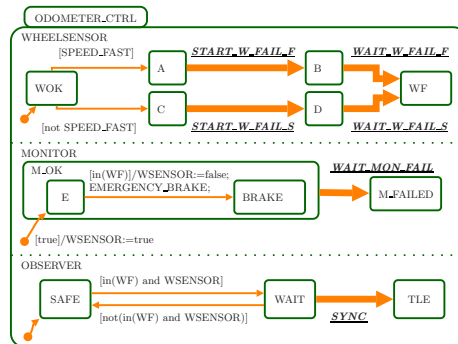 ODOMETER_CTRL
WHEELSENSOR
[SPEED_FAST]
START_W_FAIL_F
WAIT_W_FAIL_F
A
B
WOK
WF
C
D
[not SPEED_FAST]
START_W_FAIL_S
WAIT_W_FAIL_S
MONITOR
M_OK
WAIT_MON_FAIL
[in(WF)]/WSENSOR:=false;
EMERGENCY_BRAKE;
E
BRAKE
M_FAILED
[true]/WSENSOR:=true
OBSERVER
[in(WF) and WSENSOR]
SAFE
WAIT
TLE
[not(in(WF) and WSENSOR)]
SYNC